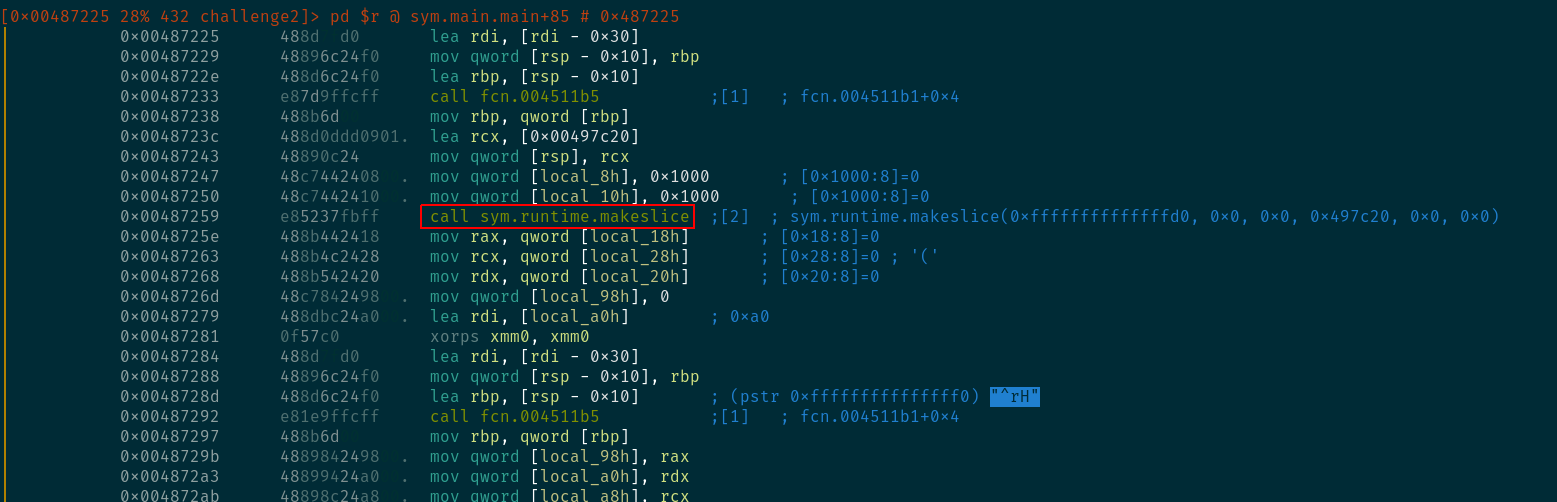 [0×00487225 28% 432 challenge2]> pd $r @ sym.main.main+85 # 0×487225
0×00487225 488d d0 lea rdi, [rdi - 0×30]
0×00487229 48896c24f0 mov qword [rsp - 0×10], rbp
0×0048722e 488d6c24f0 lea rbp, [rsp - 0×10]
0×00487233 e87d9ffcff call fcn.004511b5 ;[1] ; fcn.004511b1+0×4
0×00487238 488b6d mov rbp, qword [rbp]
0×0048723c 488d0ddd0901. lea rcx, [0×00497c20]
0×00487243 48890c24 mov qword [rsp], rcx
0×00487247 48c7442408 . mov qword [local_8h], 0×1000 ; [0×1000:8]=0
0×00487250 48c7442410 . mov qword [local_10h], 0×1000 ; [0×1000:8]=0
0×00487259 e85237fbff call sym.runtime.makeslice ;[2] ; sym.runtime.makeslice(0×ffffffffffffffd0, 0×0, 0×0, 0×497c20, 0×0, 0×0)
0×0048725e 488b442418 mov rax, qword [local_18h] ; [0×18:8]=0
0×00487263 488b4c2428 mov rcx, qword [local_28h] ; [0×28:8]=0 ; '('
0×00487268 488b542420 mov rdx, qword [local_20h] ; [0×20:8]=0
0×0048726d 48c7842498 . mov qword [local_98h], 0
0×00487279 488dbc24a0 . lea rdi, [local_a0h] ; 0×a0
0×00487281 0f57c0 xorps xmm0, xmm0
0×00487284 488d d0 lea rdi, [rdi - 0×30]
0×00487288 48896c24f0 mov qword [rsp - 0×10], rbp
0×0048728d 488d6c24f0 lea rbp, [rsp - 0×10] ; (pstr 0×fffffffffffffff0) "^rH"
0×00487292 e81e9ffcff call fcn.004511b5 ;[1] ; fcn.004511b1+0×4
0×00487297 488b6d mov rbp, qword [rbp]
0×0048729b 4889842498 . mov qword [local_98h], rax
0×004872a3 48899424a0 . mov qword [local_a0h], rdx
0×004872ab 48898c24a8 . mov qword [local_a8h], rcx